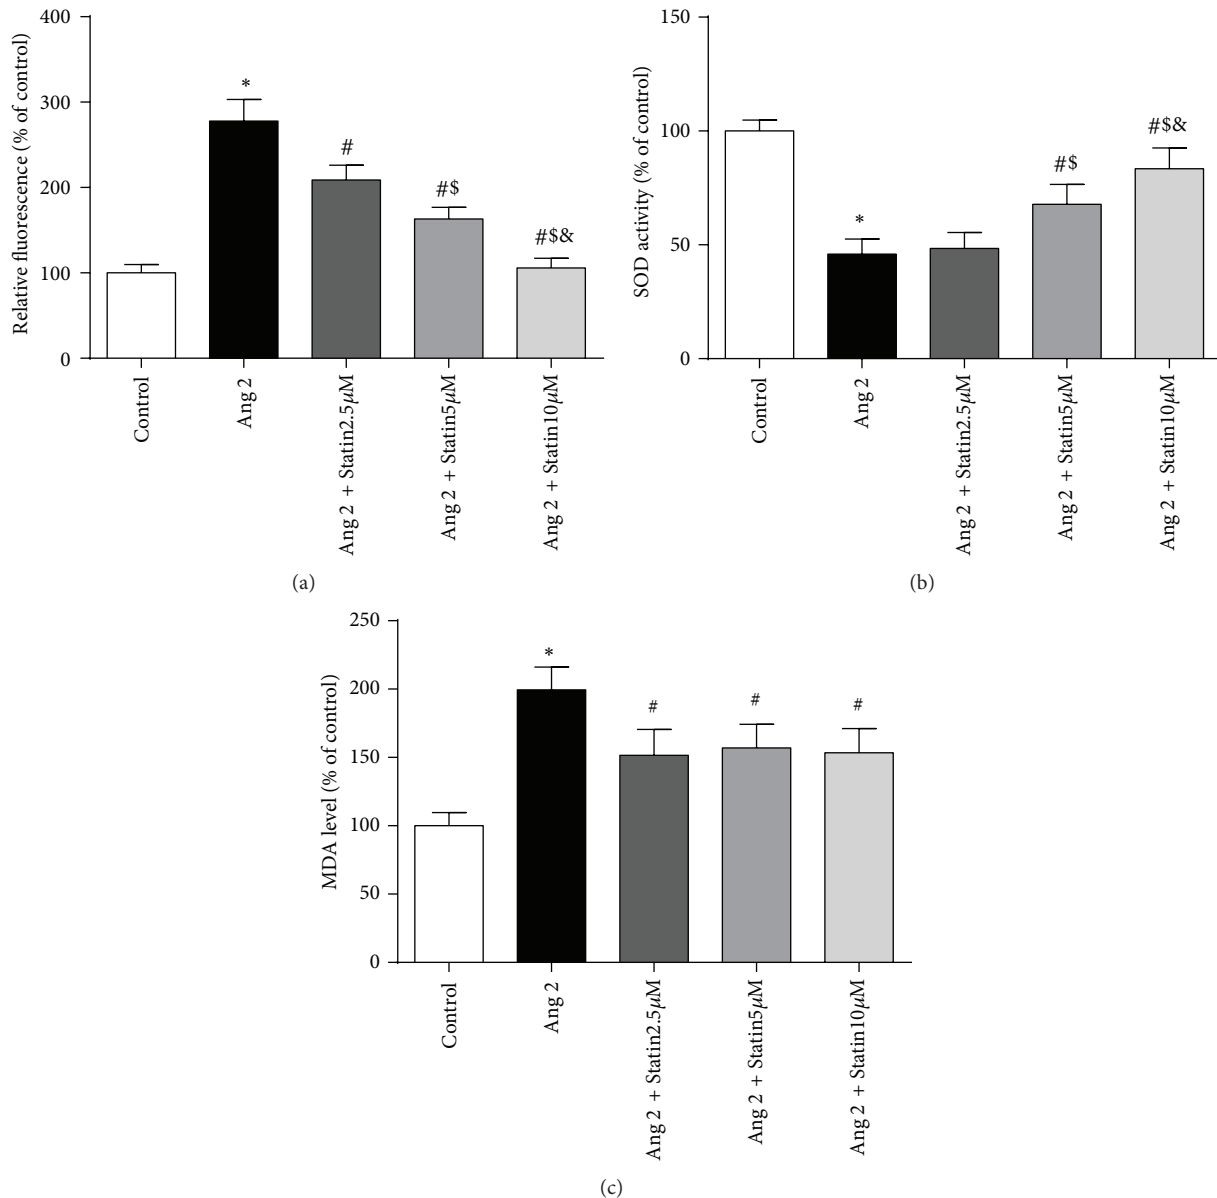 Relative fluorescence (% of control)
400
300
200
100
0
*
#
#$
#$&
Control
Ang 2
Ang 2 + Statin2.5μM
Ang 2 + Statin5μM
Ang 2 + Statin10μM
(a)
SOD activity (% of control)
150
100
50
0
*
#$
#$&
Control
Ang 2
Ang 2 + Statin2.5μM
Ang 2 + Statin5μM
Ang 2 + Statin10μM
(b)
MDA level (% of control)
250
200
150
100
50
0
*
#
#
#
Control
Ang 2
Ang 2 + Statin2.5μM
Ang 2 + Statin5μM
Ang 2 + Statin10μM
(c)